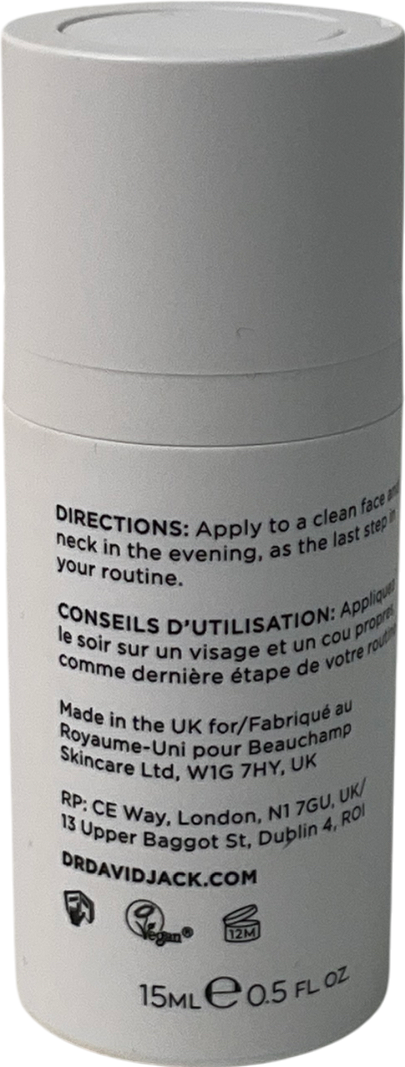 DIRECTIONS: Apply to a clean face and
neck in the evening, as the last step in
your routine.
CONSEILS D'UTILISATION: Appliquez
le soir sur un visage et un cou propres,
comme dernière étape de votre routine.
Made in the UK for/Fabriqué au
Royaume-Uni pour Beauchamp
Skincare Ltd, W1G 7HY, UK
RP: CE Way, London, N1 7GU, UK/
13 Upper Baggot St, Dublin 4, ROI
DRDAVIDJACK.COM
Vegan®
12M
15ML e 0.5 FL OZ